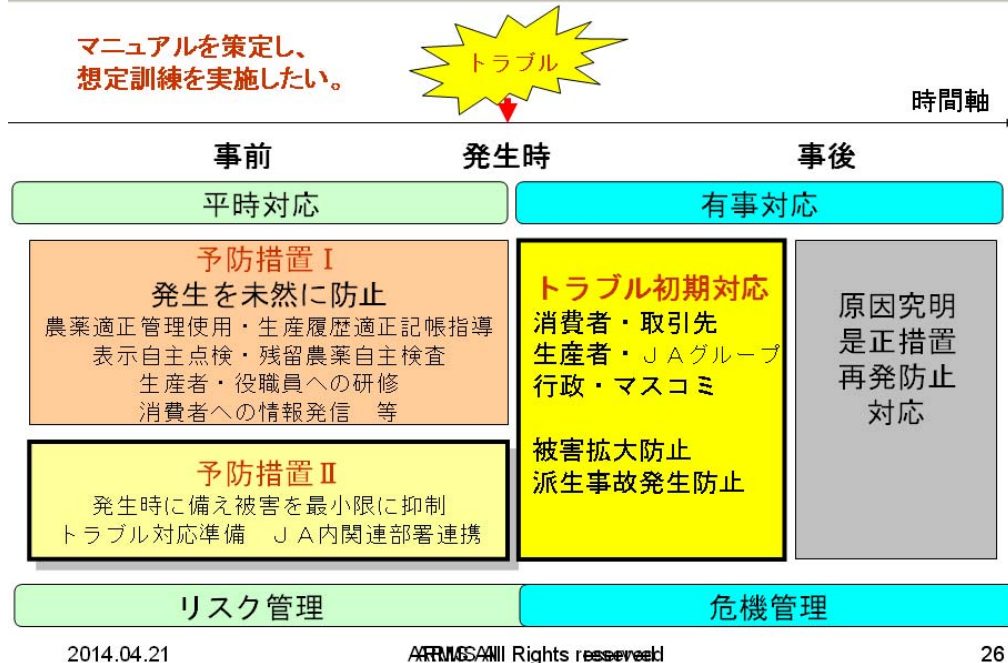 マニュアルを策定し、
想定訓練を実施したい。
トラブル
時間軸
事前
発生時
事後
平時対応
有事対応
予防措置Ⅰ
発生を未然に防止
農薬適正管理使用・生産履歴適正記帳指導
表示自主点検・残留農薬自主検査
生産者・役職員への研修
消費者への情報発信　等
予防措置Ⅱ
発生時に備え被害を最小限に抑制
トラブル対応準備　ＪＡ内関連部署連携
トラブル初期対応
消費者・取引先
生産者・ＪＡグループ
行政・マスコミ
被害拡大防止
派生事故発生防止
原因究明
是正措置
再発防止
対応
リスク管理
危機管理
2014.04.21
All Rights reserved
26